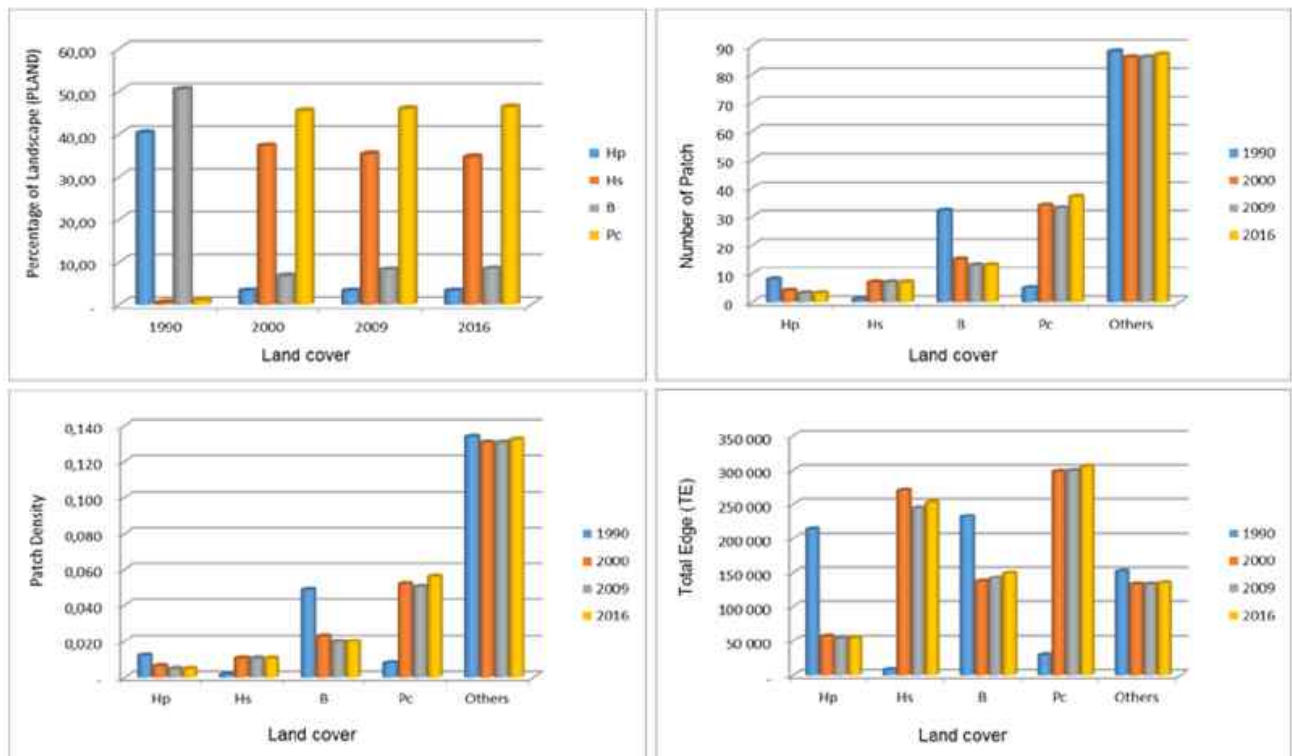 Percentage of Landscape (PLAND)
60,00
50,00
40,00
30,00
20,00
10,00
-
1990
2000
2009
2016
Land cover
Hp
Hs
B
Pc
Number of Patch
90
80
70
60
50
40
30
20
10
0
Hp
Hs
B
Pc
Others
Land cover
1990
2000
2009
2016
Patch Density
0,140
0,120
0,100
0,080
0,060
0,040
0,020
-
Hp
Hs
B
Pc
Others
Land cover
1990
2000
2009
2016
Total Edge (TE)
350 000
300 000
250 000
200 000
150 000
100 000
50 000
-
Hp
Hs
B
Pc
Others
Land cover
1990
2000
2009
2016